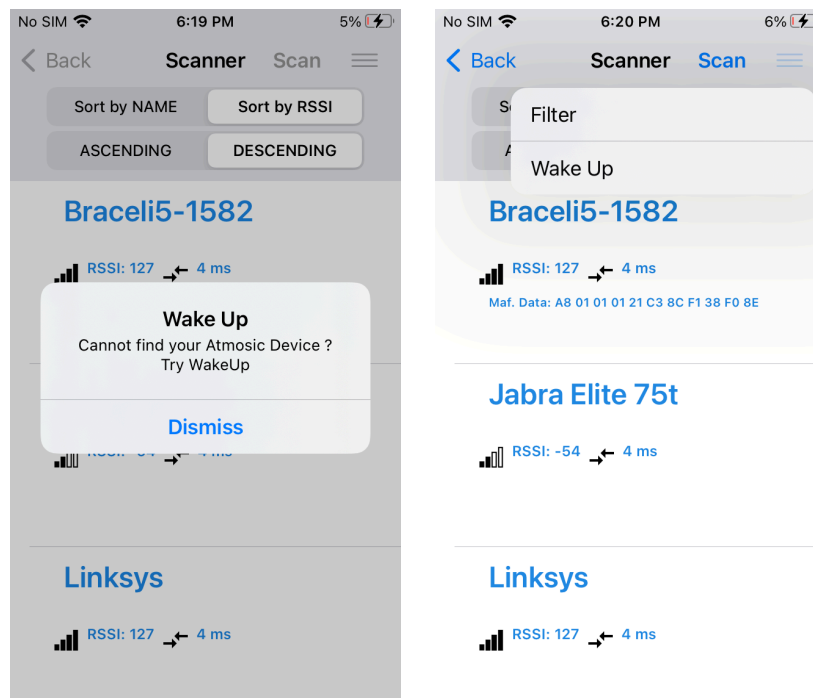 No SIM 6:19 PM 5%
Back Scanner Scan
Sort by NAME Sort by RSSI
ASCENDING DESCENDING
Braceli5-1582
RSSI: 127 4 ms
Wake Up
Cannot find your Atmosic Device ?
Try WakeUp
Dismiss
Linksys
RSSI: 127 4 ms
No SIM 6:20 PM 6%
Back Scanner Scan
Filter
Wake Up
Braceli5-1582
RSSI: 127 4 ms
Maf. Data: A8 01 01 01 21 C3 8C F1 38 F0 8E
Jabra Elite 75t
RSSI: -54 4 ms
Linksys
RSSI: 127 4 ms